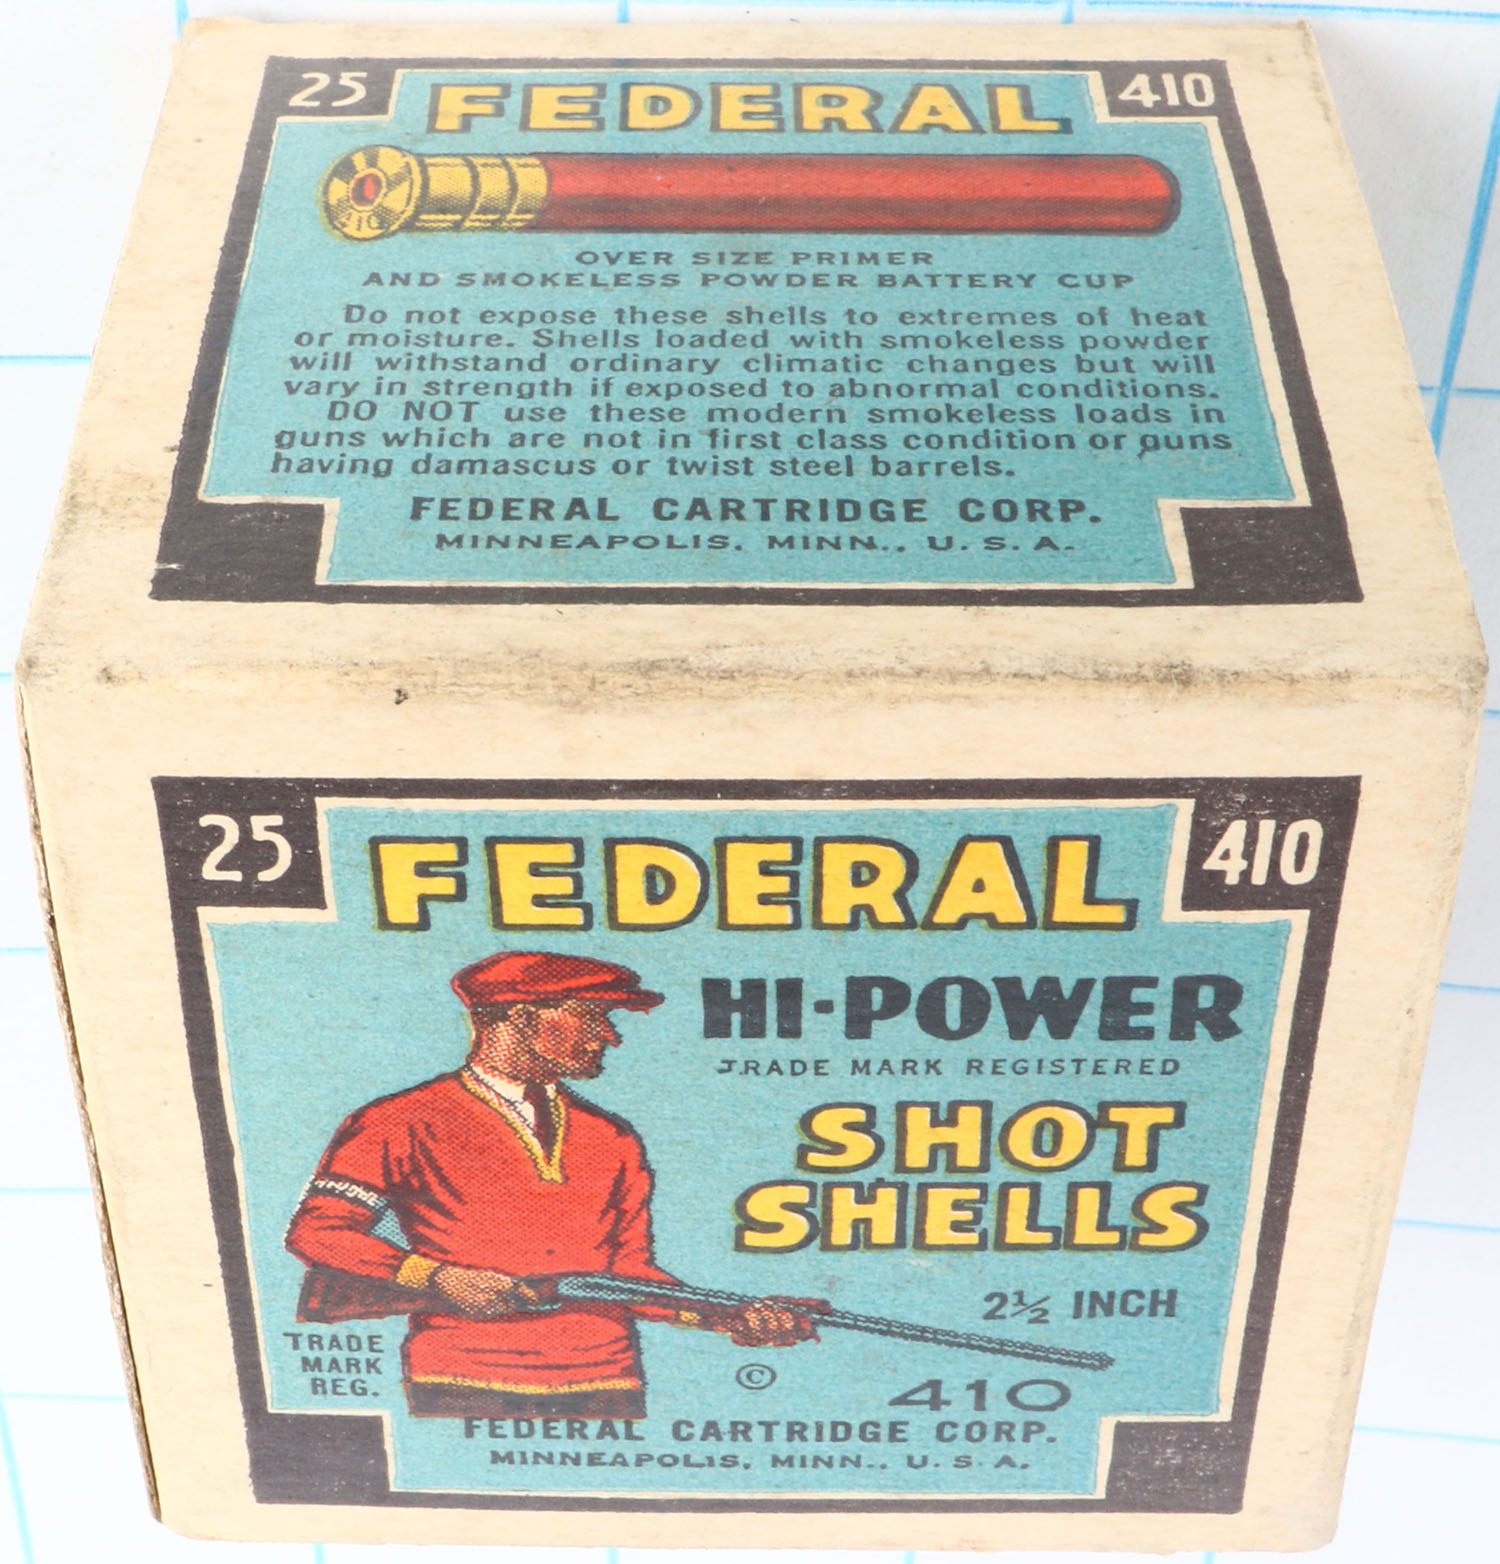 25
FEDERAL
410
410
OVER SIZE PRIMER
AND SMOKELESS POWDER BATTERY CUP
Do not expose these shells to extremes of heat
or moisture. Shells loaded with smokeless powder
will withstand ordinary climatic changes but will
vary in strength if exposed to abnormal conditions.
DO NOT use these modern smokeless loads in
guns which are not in first class condition or guns
having damascus or twist steel barrels.
FEDERAL CARTRIDGE CORP.
MINNEAPOLIS, MINN., U. S. A.
25
FEDERAL
410
HI-POWER
TRADE MARK REGISTERED
SHOT
SHELLS
2½ INCH
TRADE
MARK
REG.
©
410
FEDERAL CARTRIDGE CORP.
MINNEAPOLIS, MINN., U. S. A.